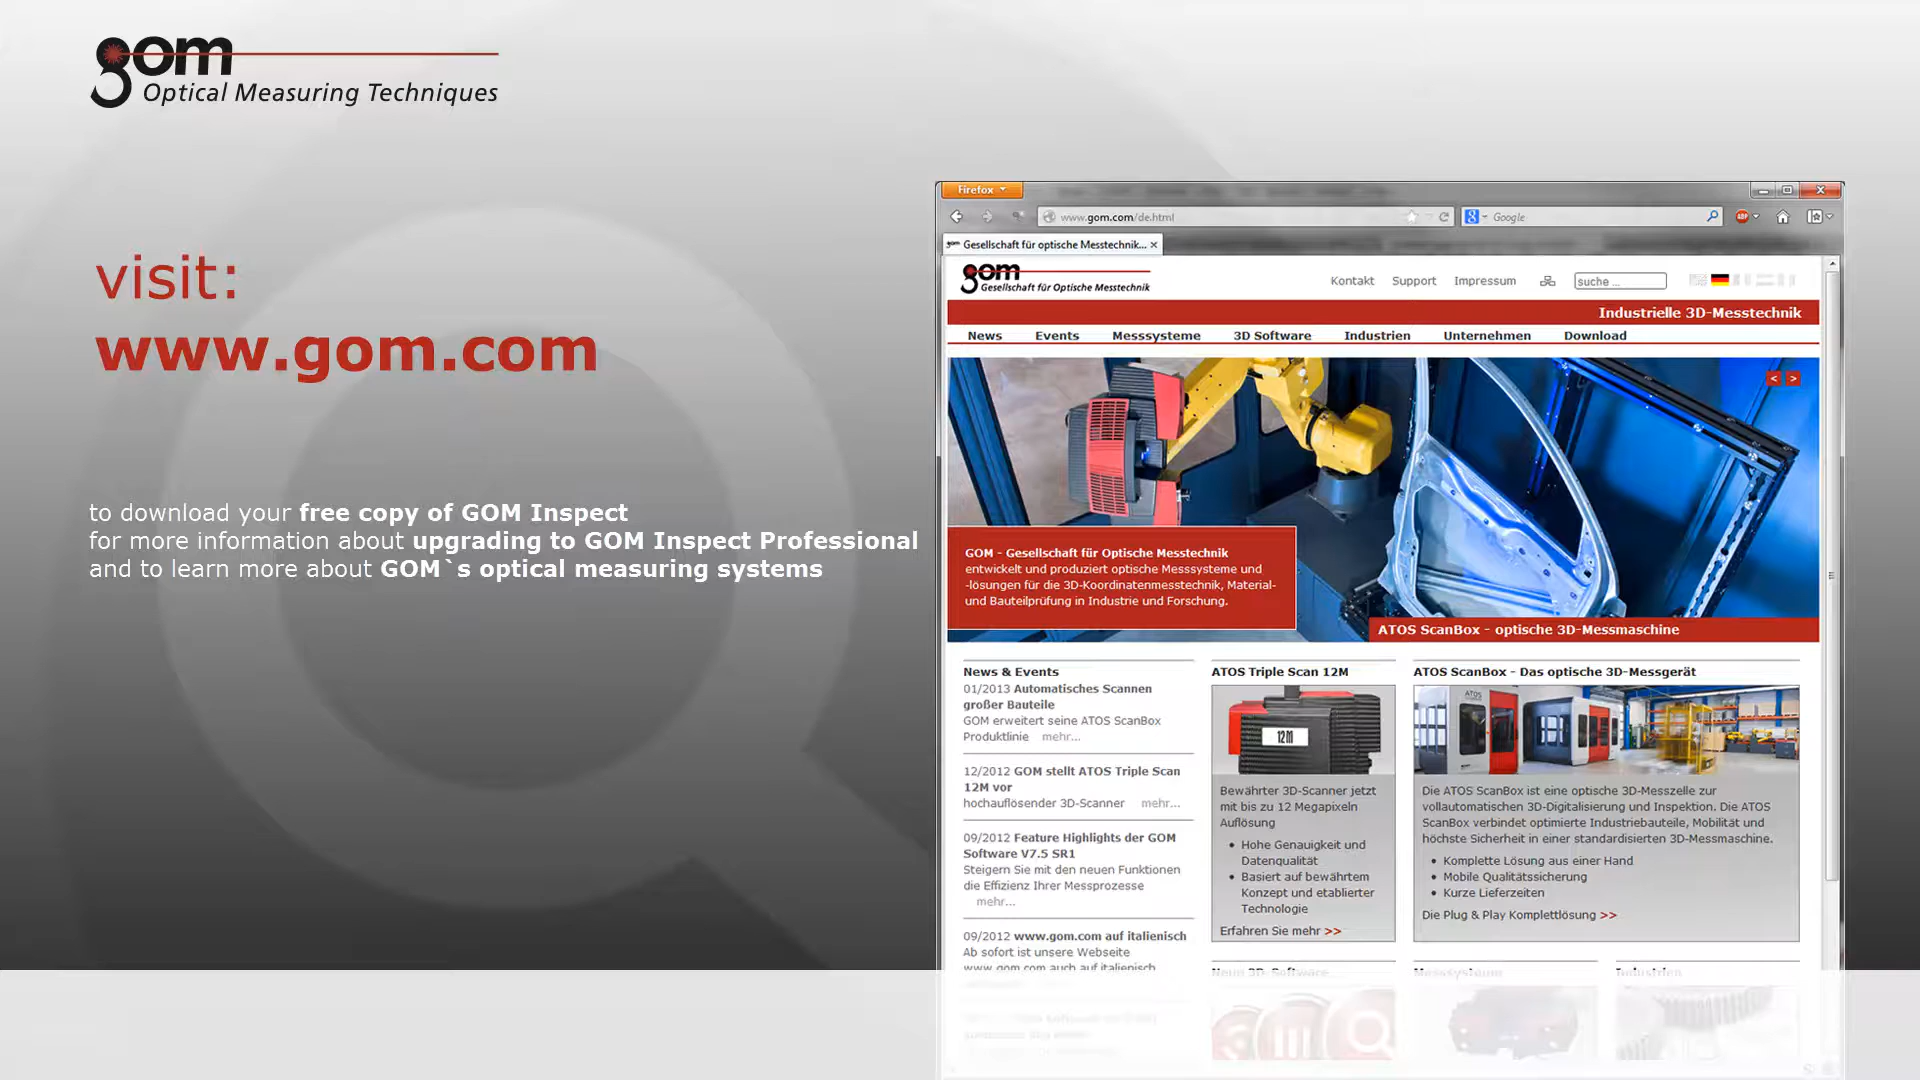 gom
Optical Measuring Techniques
visit:
www.gom.com
to download your free copy of GOM Inspect
for more information about upgrading to GOM Inspect Professional
and to learn more about GOM`s optical measuring systems
Firefox
www.gom.com/de.html
Google
Gesellschaft für optische Messtechnik...
gom
Gesellschaft für Optische Messtechnik
Kontakt Support Impressum suche ...
Industrielle 3D-Messtechnik
News Events Messsysteme 3D Software Industrien Unternehmen Download
< >
GOM - Gesellschaft für Optische Messtechnik
entwickelt und produziert optische Messsysteme und
-lösungen für die 3D-Koordinatenmesstechnik, Material-
und Bauteilprüfung in Industrie und Forschung.
ATOS ScanBox - optische 3D-Messmaschine
News & Events
01/2013 Automatisches Scannen
großer Bauteile
GOM erweitert seine ATOS ScanBox
Produktlinie mehr...
12/2012 GOM stellt ATOS Triple Scan
12M vor
hochauflösender 3D-Scanner mehr...
09/2012 Feature Highlights der GOM
Software V7.5 SR1
Steigern Sie mit den neuen Funktionen
die Effizienz Ihrer Messprozesse
mehr...
09/2012 www.gom.com auf italienisch
Ab sofort ist unsere Webseite
www.gom.com auch auf italienisch
ATOS Triple Scan 12M
12M
Bewährter 3D-Scanner jetzt
mit bis zu 12 Megapixeln
Auflösung
• Hohe Genauigkeit und
Datenqualität
• Basiert auf bewährtem
Konzept und etablierter
Technologie
Erfahren Sie mehr >>
ATOS ScanBox - Das optische 3D-Messgerät
ATOS
Die ATOS ScanBox ist eine optische 3D-Messzelle zur
vollautomatischen 3D-Digitalisierung und Inspektion. Die ATOS
ScanBox verbindet optimierte Industriebauteile, Mobilität und
höchste Sicherheit in einer standardisierten 3D-Messmaschine.
• Komplette Lösung aus einer Hand
• Mobile Qualitätssicherung
• Kurze Lieferzeiten
Die Plug & Play Komplettlösung >>
Neue 3D-Software
Messsysteme
Industrien